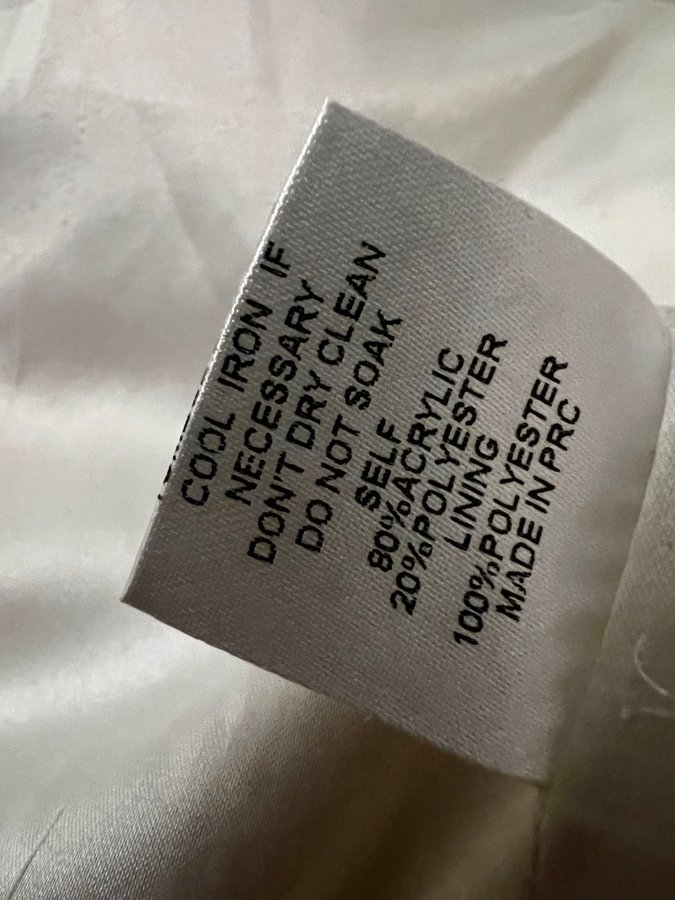 COOL IRON IF
NECESSARY
DON'T DRY CLEAN
DO NOT SOAK
SELF
80%ACRYLIC
20%POLYESTER
LINING
100%POLYESTER
MADE IN PRC